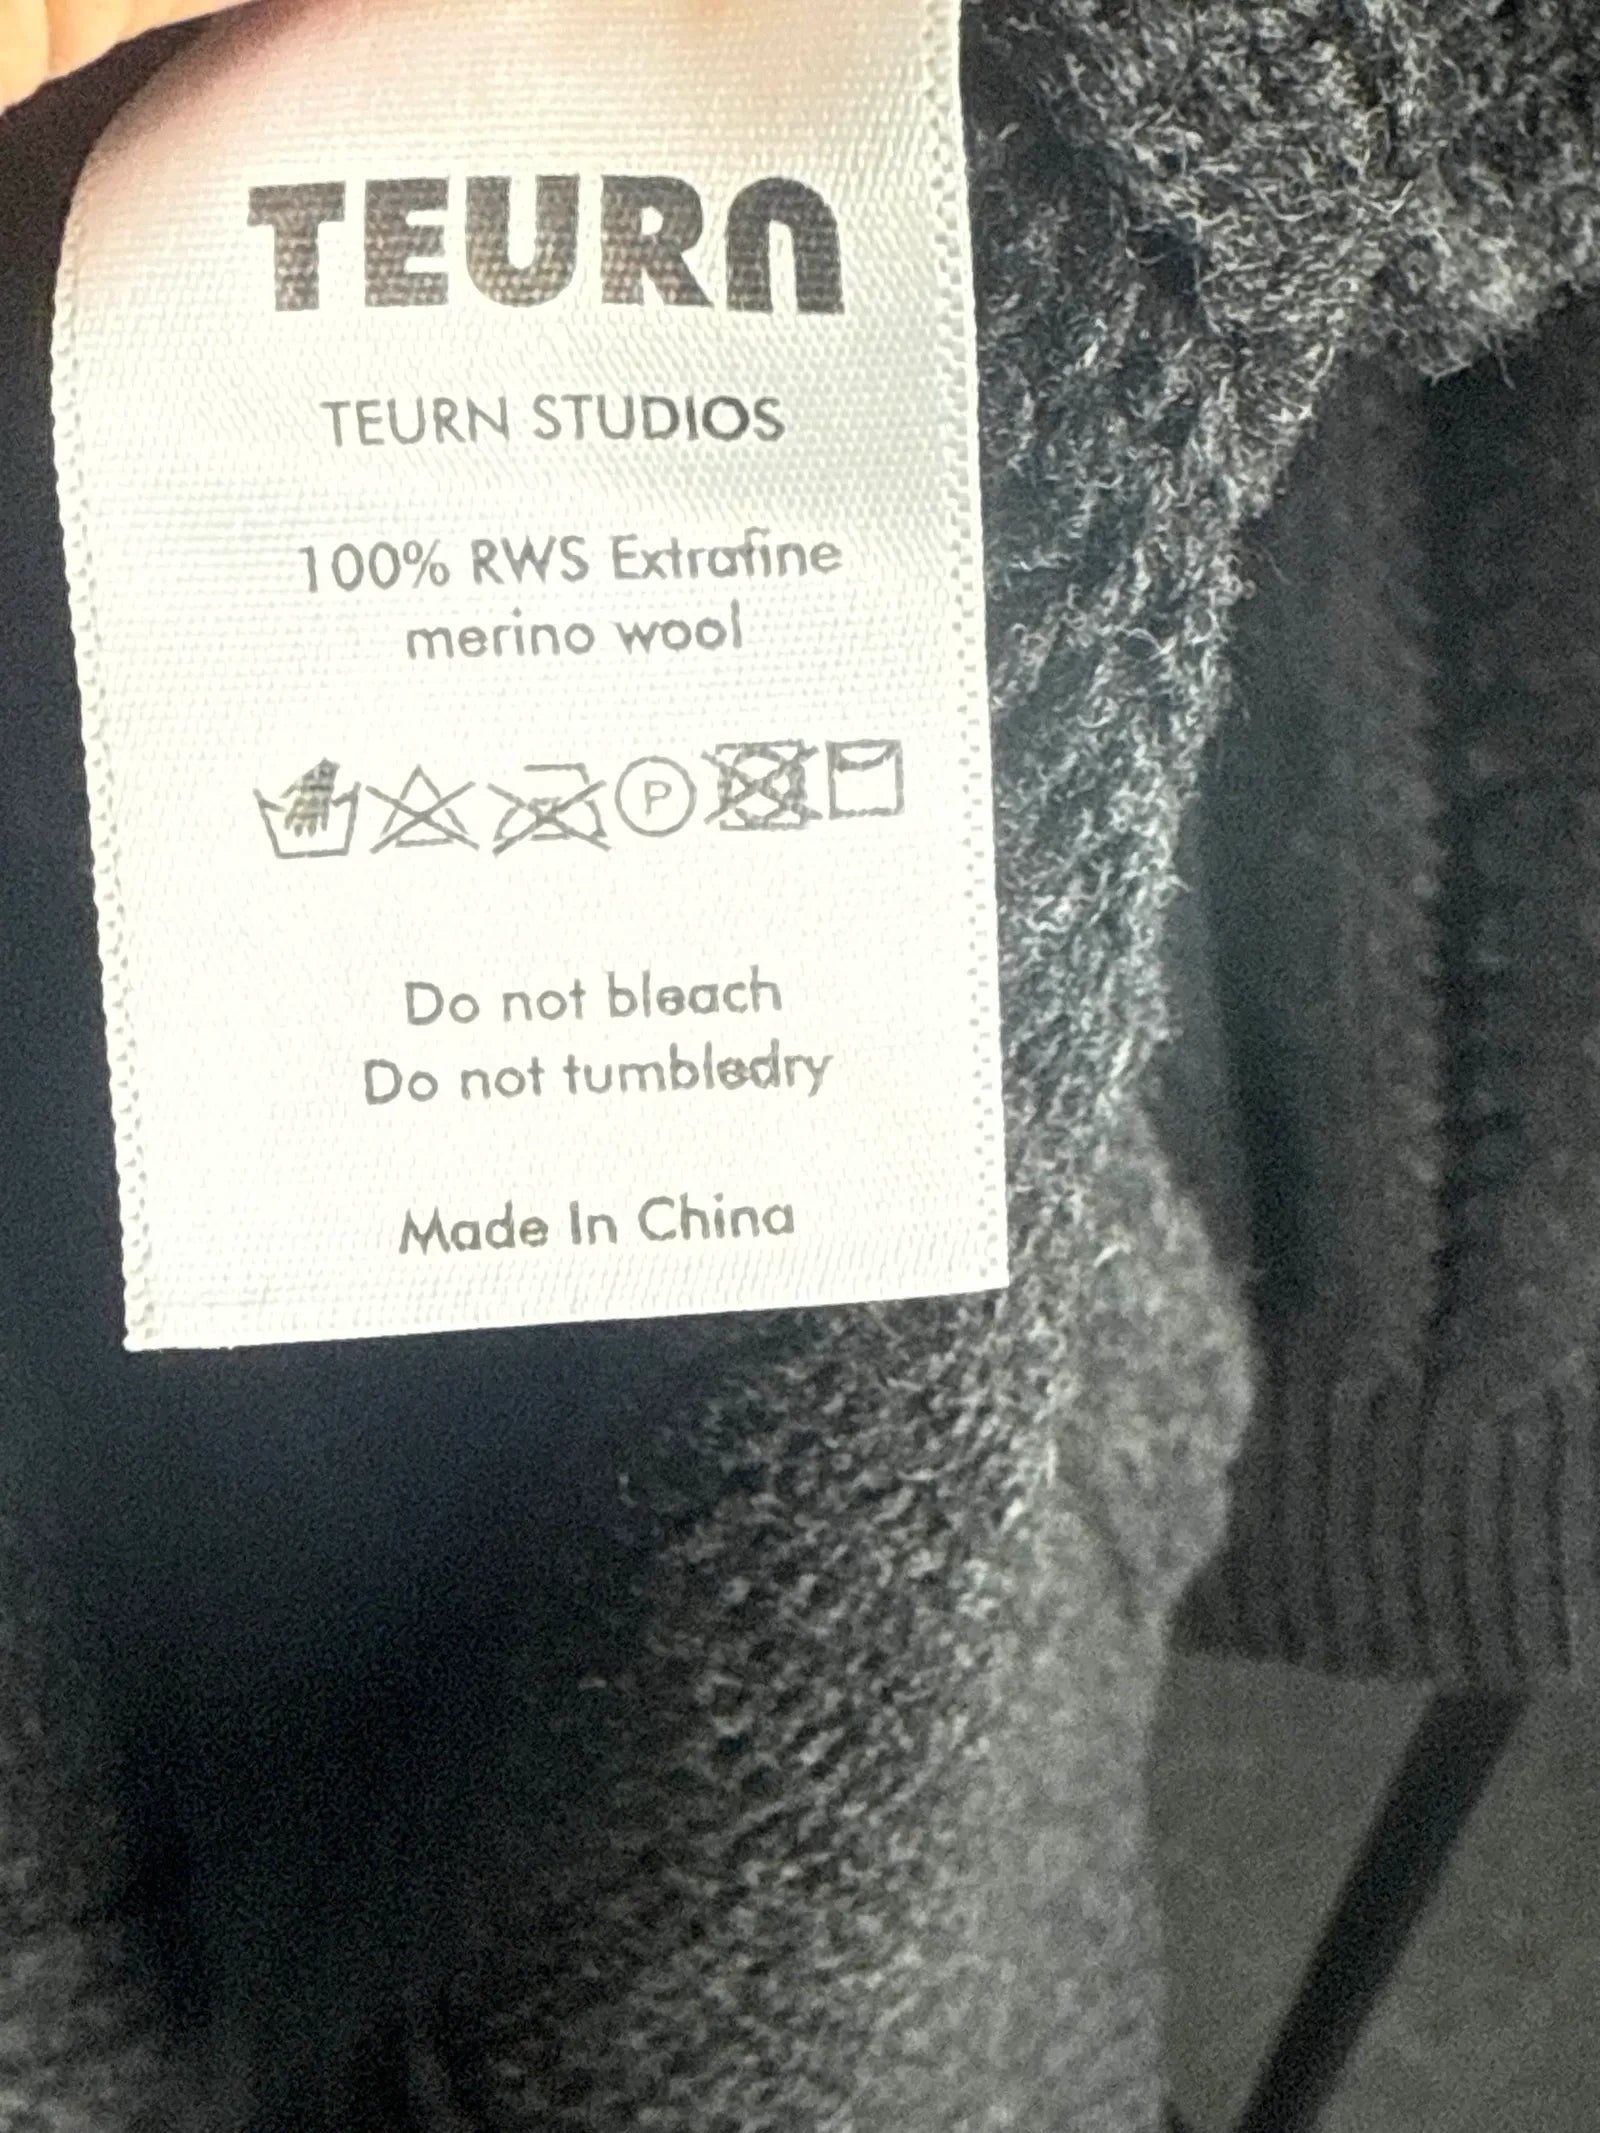 TEURN
TEURN STUDIOS
100% RWS Extrafine
merino wool
P
Do not bleach
Do not tumbledry
Made In China